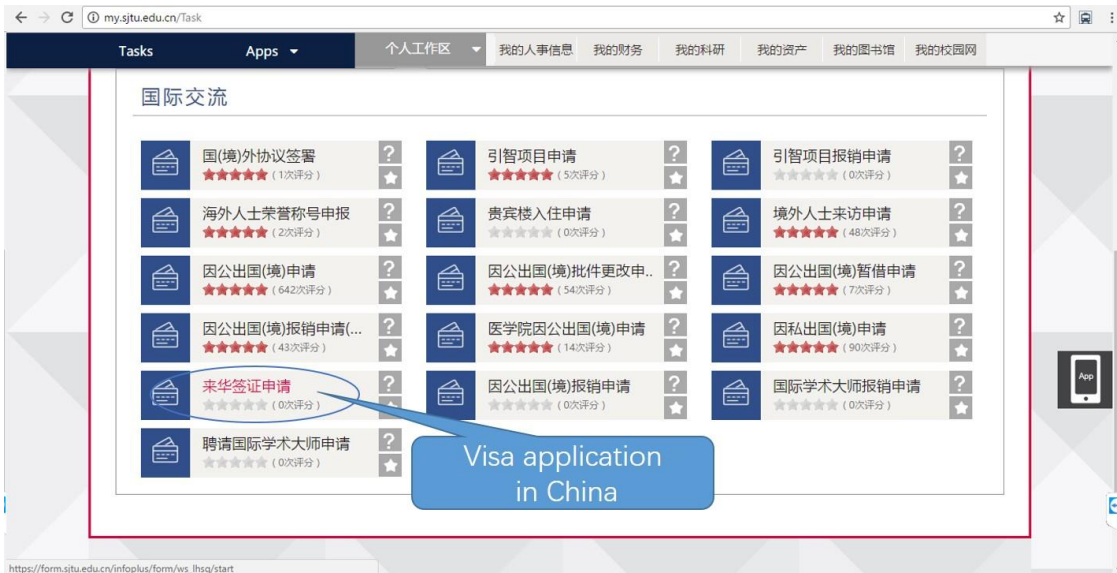 my.sjtu.edu.cn/Task
Tasks Apps 个人工作区 我的人事信息 我的财务 我的科研 我的资产 我的图书馆 我的校园网
国际交流
国(境)外协议签署 ? 引智项目申请 ? 引智项目报销申请 ?
(1次评分) (5次评分) (0次评分)
海外人士荣誉称号申报 ? 贵宾楼入住申请 ? 境外人士来访申请 ?
(2次评分) (0次评分) (48次评分)
因公出国(境)申请 ? 因公出国(境)批件更改申.. ? 因公出国(境)暂借申请 ?
(642次评分) (54次评分) (7次评分)
因公出国(境)报销申请(... ? 医学院因公出国(境)申请 ? 因私出国(境)申请 ?
(43次评分) (14次评分) (90次评分)
来华签证申请 ? 因公出国(境)报销申请 ? 国际学术大师报销申请 ?
(0次评分) (0次评分) (0次评分)
App
聘请国际学术大师申请 ?
(0次评分)
Visa application
in China
https://form.sjtu.edu.cn/infoplus/form/ws_lhsq/start